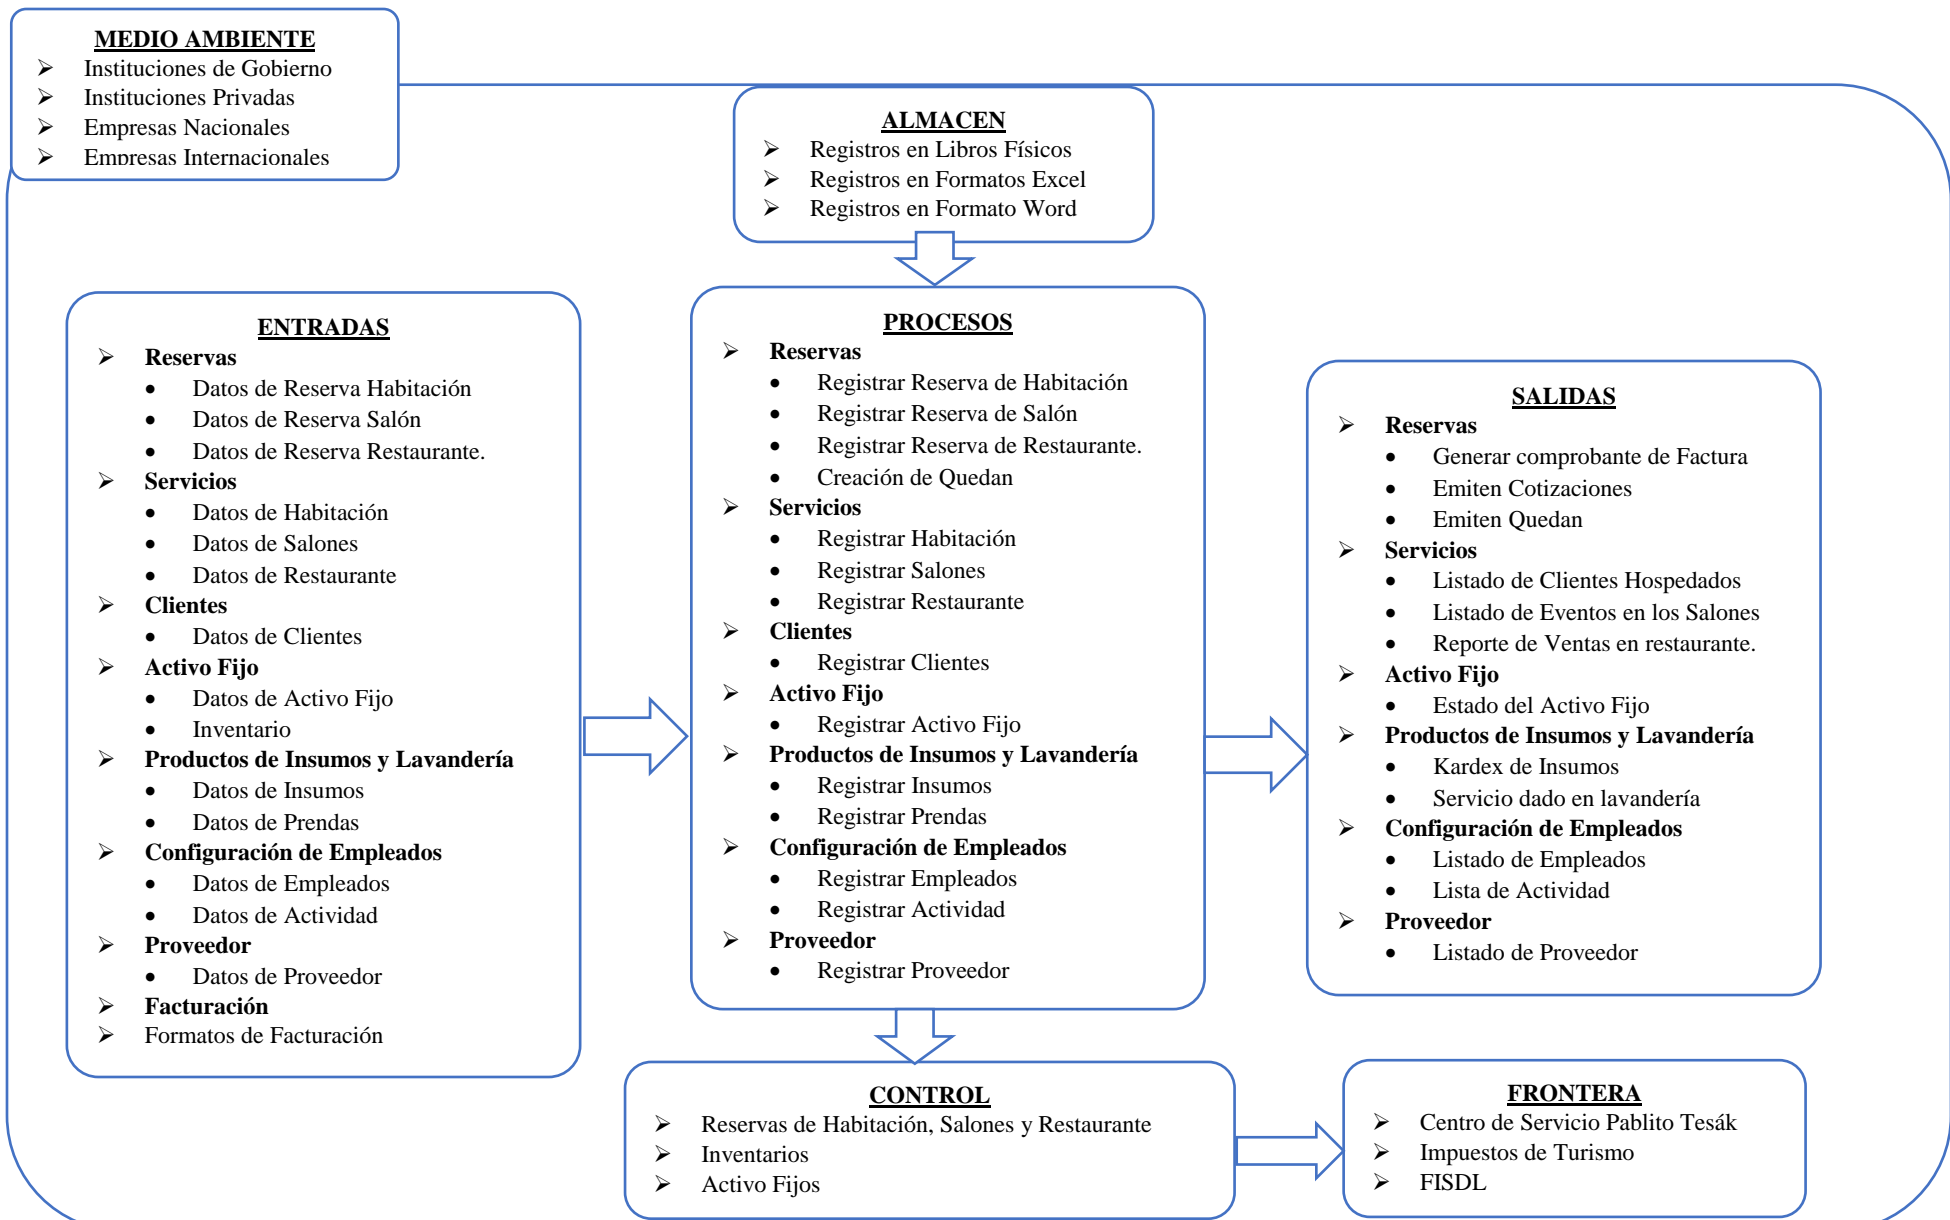 MEDIO AMBIENTE
➢ Instituciones de Gobierno
➢ Instituciones Privadas
➢ Empresas Nacionales
➢ Empresas Internacionales
ALMACEN
➢ Registros en Libros Físicos
➢ Registros en Formatos Excel
➢ Registros en Formato Word
ENTRADAS
➢ Reservas
• Datos de Reserva Habitación
• Datos de Reserva Salón
• Datos de Reserva Restaurante.
➢ Servicios
• Datos de Habitación
• Datos de Salones
• Datos de Restaurante
➢ Clientes
• Datos de Clientes
➢ Activo Fijo
• Datos de Activo Fijo
• Inventario
➢ Productos de Insumos y Lavandería
• Datos de Insumos
• Datos de Prendas
➢ Configuración de Empleados
• Datos de Empleados
• Datos de Actividad
➢ Proveedor
• Datos de Proveedor
➢ Facturación
➢ Formatos de Facturación
PROCESOS
➢ Reservas
• Registrar Reserva de Habitación
• Registrar Reserva de Salón
• Registrar Reserva de Restaurante.
• Creación de Quedan
➢ Servicios
• Registrar Habitación
• Registrar Salones
• Registrar Restaurante
➢ Clientes
• Registrar Clientes
➢ Activo Fijo
• Registrar Activo Fijo
➢ Productos de Insumos y Lavandería
• Registrar Insumos
• Registrar Prendas
➢ Configuración de Empleados
• Registrar Empleados
• Registrar Actividad
➢ Proveedor
• Registrar Proveedor
SALIDAS
➢ Reservas
• Generar comprobante de Factura
• Emiten Cotizaciones
• Emiten Quedan
➢ Servicios
• Listado de Clientes Hospedados
• Listado de Eventos en los Salones
• Reporte de Ventas en restaurante.
➢ Activo Fijo
• Estado del Activo Fijo
➢ Productos de Insumos y Lavandería
• Kardex de Insumos
• Servicio dado en lavandería
➢ Configuración de Empleados
• Listado de Empleados
• Lista de Actividad
➢ Proveedor
• Listado de Proveedor
CONTROL
➢ Reservas de Habitación, Salones y Restaurante
➢ Inventarios
➢ Activo Fijos
FRONTERA
➢ Centro de Servicio Pablito Tesák
➢ Impuestos de Turismo
➢ FISDL